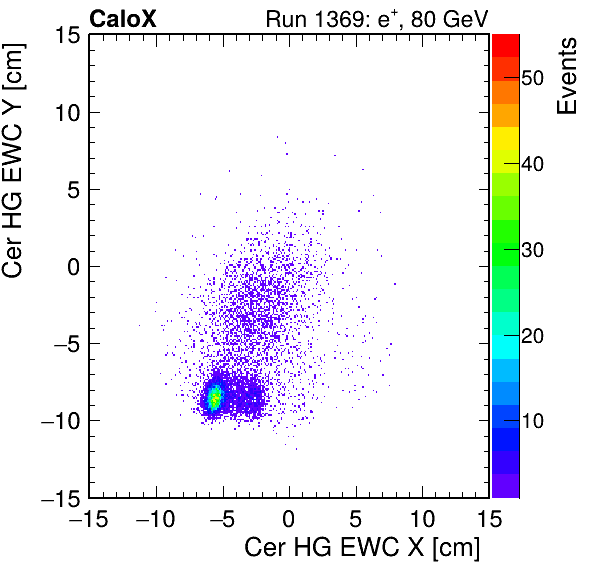 CaloX Run 1369: e+, 80 GeV
Cer HG EWC Y [cm]
15
10
5
0
−5
−10
−15
−15 −10 −5 0 5 10 15
Cer HG EWC X [cm]
Events
50
40
30
20
10